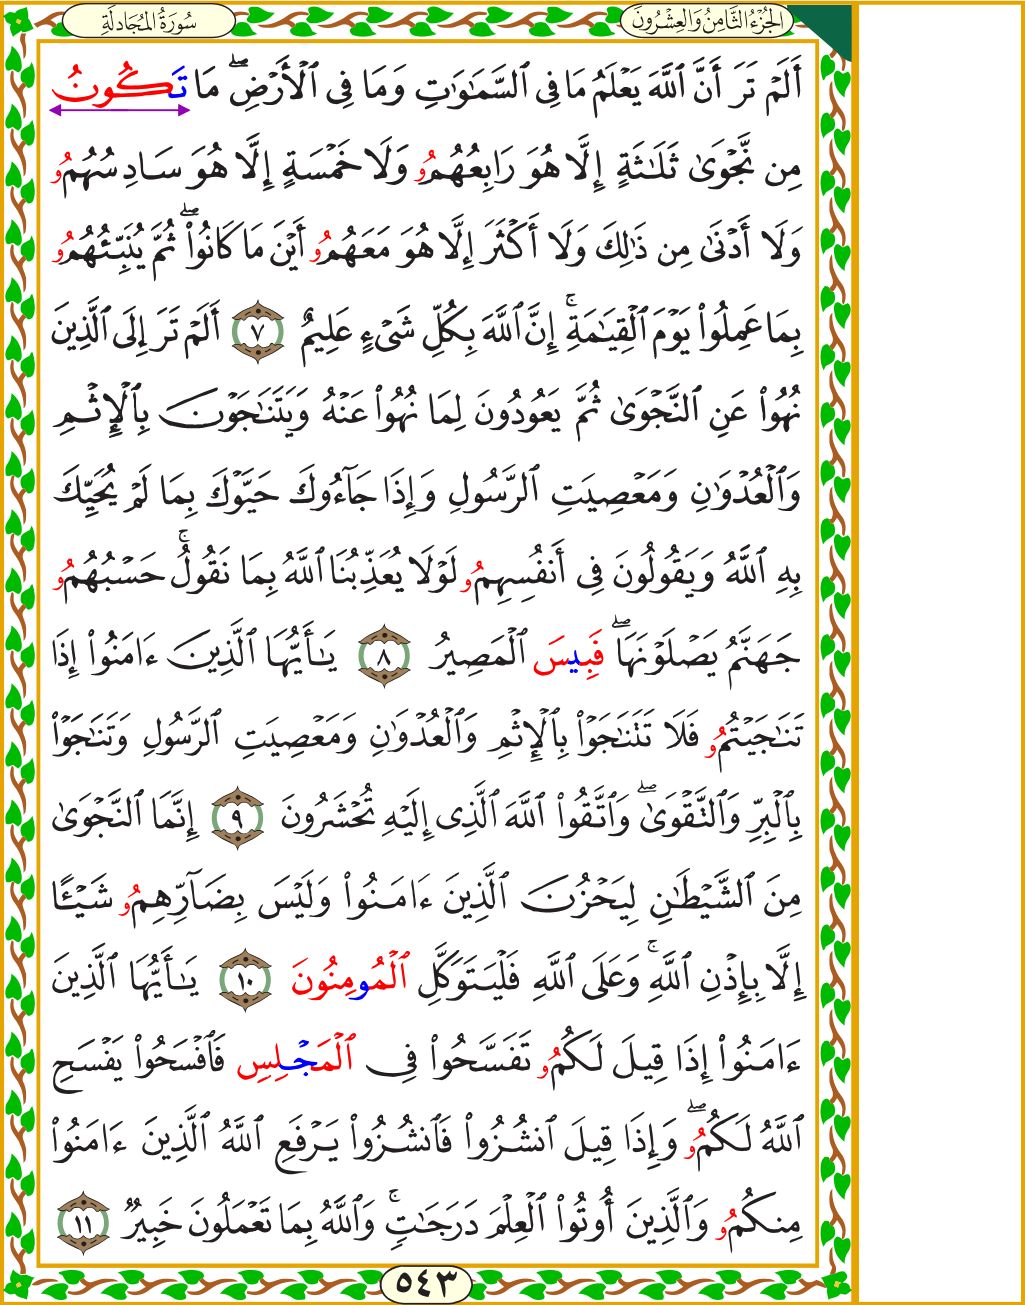 الجُزْءُ الثَّامِنُ وَالعِشْرُونَ
سُورَةُ المُجَادلَةِ
أَلَمْ تَرَ أَنَّ ٱللَّهَ يَعْلَمُ مَا فِى ٱلسَّمَـٰوَٰتِ وَمَا فِى ٱلْأَرْضِ ۖ مَا تَكُونُ
مِن نَّجْوَىٰ ثَلَـٰثَةٍ إِلَّا هُوَ رَابِعُهُمُو وَلَا خَمْسَةٍ إِلَّا هُوَ سَادِسُهُمُو
وَلَا أَدْنَىٰ مِن ذَٰلِكَ وَلَا أَكْثَرَ إِلَّا هُوَ مَعَهُمُو أَيْنَ مَا كَانُوا۟ ۖ ثُمَّ يُنَبِّئُهُمُو
بِمَا عَمِلُوا۟ يَوْمَ ٱلْقِيَـٰمَةِ ۚ إِنَّ ٱللَّهَ بِكُلِّ شَىْءٍ عَلِيمٌ ٧ أَلَمْ تَرَ إِلَى ٱلَّذِينَ
نُهُوا۟ عَنِ ٱلنَّجْوَىٰ ثُمَّ يَعُودُونَ لِمَا نُهُوا۟ عَنْهُ وَيَتَنَـٰجَوْنَ بِٱلْإِثْمِ
وَٱلْعُدْوَٰنِ وَمَعْصِيَتِ ٱلرَّسُولِ وَإِذَا جَآءُوكَ حَيَّوْكَ بِمَا لَمْ يُحَيِّكَ
بِهِ ٱللَّهُ وَيَقُولُونَ فِى أَنفُسِهِمُو لَوْلَا يُعَذِّبُنَا ٱللَّهُ بِمَا نَقُولُ ۚ حَسْبُهُمُو
جَهَنَّمُ يَصْلَوْنَهَا ۖ فَبِيسَ ٱلْمَصِيرُ ٨ يَـٰأَيُّهَا ٱلَّذِينَ ءَامَنُوا۟ إِذَا
تَنَـٰجَيْتُمُو فَلَا تَتَنَـٰجَوْا۟ بِٱلْإِثْمِ وَٱلْعُدْوَٰنِ وَمَعْصِيَتِ ٱلرَّسُولِ وَتَنَـٰجَوْا۟
بِٱلْبِرِّ وَٱلتَّقْوَىٰ ۖ وَٱتَّقُوا۟ ٱللَّهَ ٱلَّذِى إِلَيْهِ تُحْشَرُونَ ٩ إِنَّمَا ٱلنَّجْوَىٰ
مِنَ ٱلشَّيْطَـٰنِ لِيَحْزُنَ ٱلَّذِينَ ءَامَنُوا۟ وَلَيْسَ بِضَآرِّهِمُو شَيْـًٔا
إِلَّا بِإِذْنِ ٱللَّهِ ۚ وَعَلَى ٱللَّهِ فَلْيَتَوَكَّلِ ٱلْمُومِنُونَ ١٠ يَـٰأَيُّهَا ٱلَّذِينَ
ءَامَنُوا۟ إِذَا قِيلَ لَكُمُو تَفَسَّحُوا۟ فِى ٱلْمَجْلِسِ فَٱفْسَحُوا۟ يَفْسَحِ
ٱللَّهُ لَكُمُو ۖ وَإِذَا قِيلَ ٱنشُزُوا۟ فَٱنشُزُوا۟ يَرْفَعِ ٱللَّهُ ٱلَّذِينَ ءَامَنُوا۟
مِنكُمُو وَٱلَّذِينَ أُوتُوا۟ ٱلْعِلْمَ دَرَجَـٰتٍ ۚ وَٱللَّهُ بِمَا تَعْمَلُونَ خَبِيرٌ ١١
٥٤٣